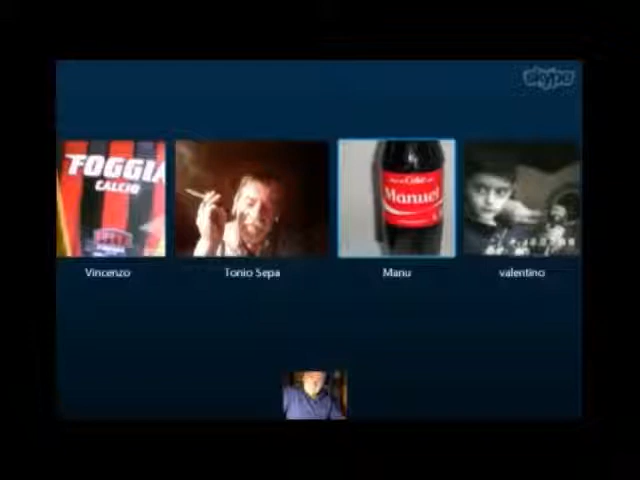 skype
FOGGIA
CALCIO
Manuel
Vincenzo
Tonio Sepa
Manu
valentino